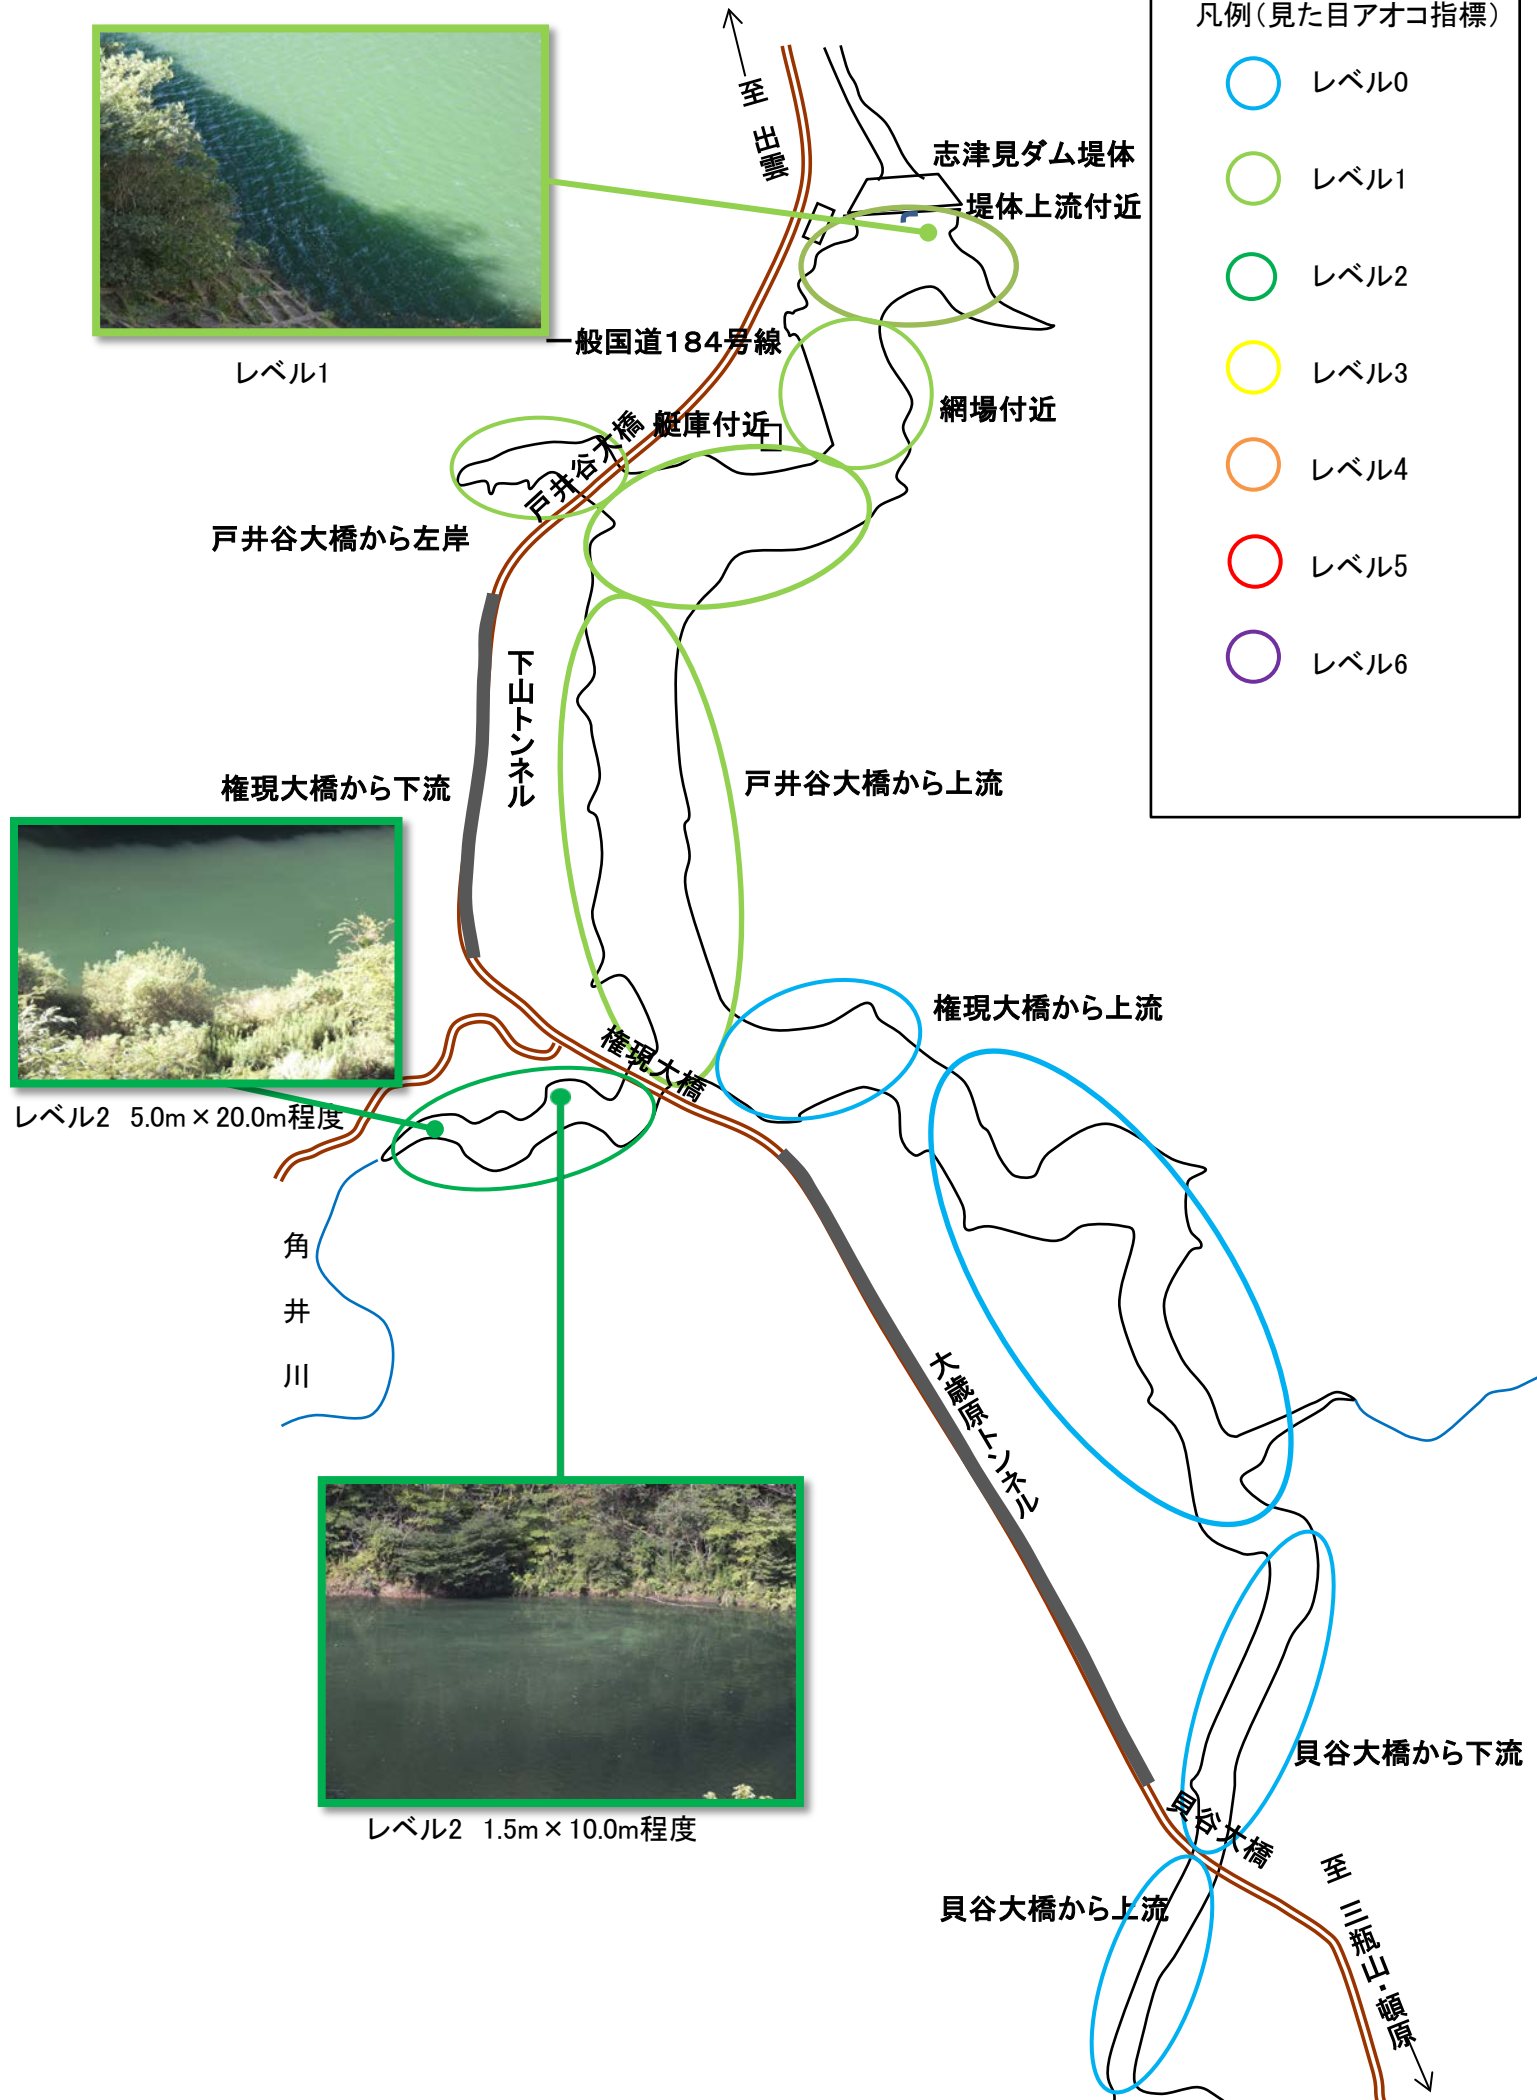 凡例(見た目アオコ指標)
レベル0
レベル1
レベル2
レベル3
レベル4
レベル5
レベル6
至 出雲
志津見ダム堤体
堤体上流付近
レベル1
一般国道184号線
網場付近
艇庫付近
戸井谷大橋
戸井谷大橋から左岸
下山トンネル
戸井谷大橋から上流
権現大橋から下流
権現大橋から上流
権現大橋
レベル2 5.0m×20.0m程度
角井川
大歳原トンネル
レベル2 1.5m×10.0m程度
貝谷大橋から下流
貝谷大橋
貝谷大橋から上流
至 三瓶山・頓原